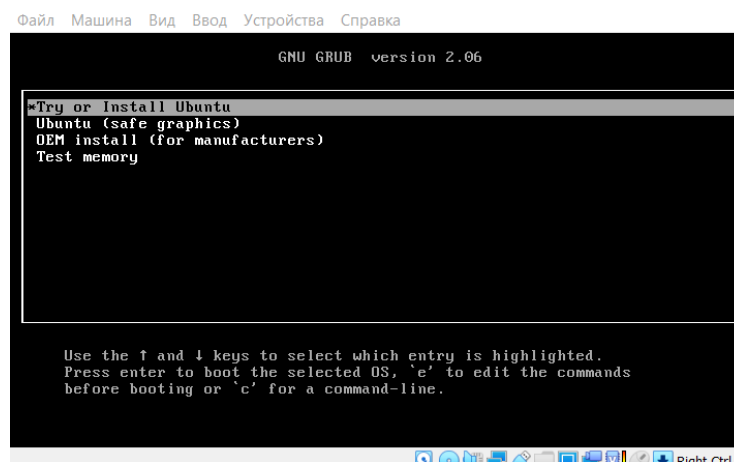 Файл Машина Вид Ввод Устройства Справка
GNU GRUB version 2.06
*Try or Install Ubuntu
Ubuntu (safe graphics)
OEM install (for manufacturers)
Test memory
Use the ↑ and ↓ keys to select which entry is highlighted.
Press enter to boot the selected OS, `e' to edit the commands
before booting or `c' for a command-line.
Right Ctrl